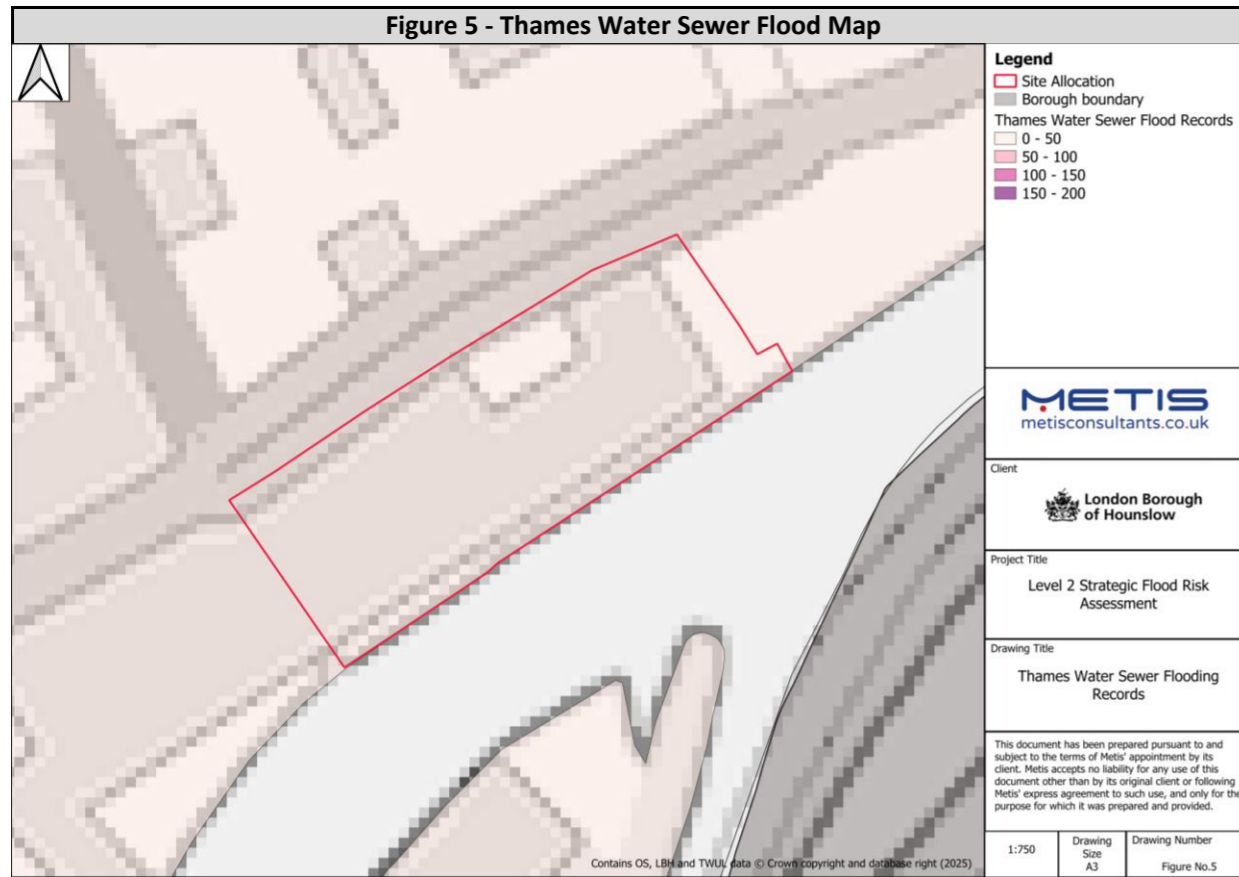 Figure 5 - Thames Water Sewer Flood Map
Legend
Site Allocation
Borough boundary
Thames Water Sewer Flood Records
0 - 50
50 - 100
100 - 150
150 - 200
METIS
metisconsultants.co.uk
Client
London Borough
of Hounslow
Project Title
Level 2 Strategic Flood Risk
Assessment
Drawing Title
Thames Water Sewer Flooding
Records
This document has been prepared pursuant to and
subject to the terms of Metis' appointment by its
client. Metis accepts no liability for any use of this
document other than by its original client or following
Metis' express agreement to such use, and only for the
purpose for which it was prepared and provided.
1:750
Drawing
Size
A3
Drawing Number
Figure No.5
Contains OS, LBH and TWUL data © Crown copyright and database right (2025)